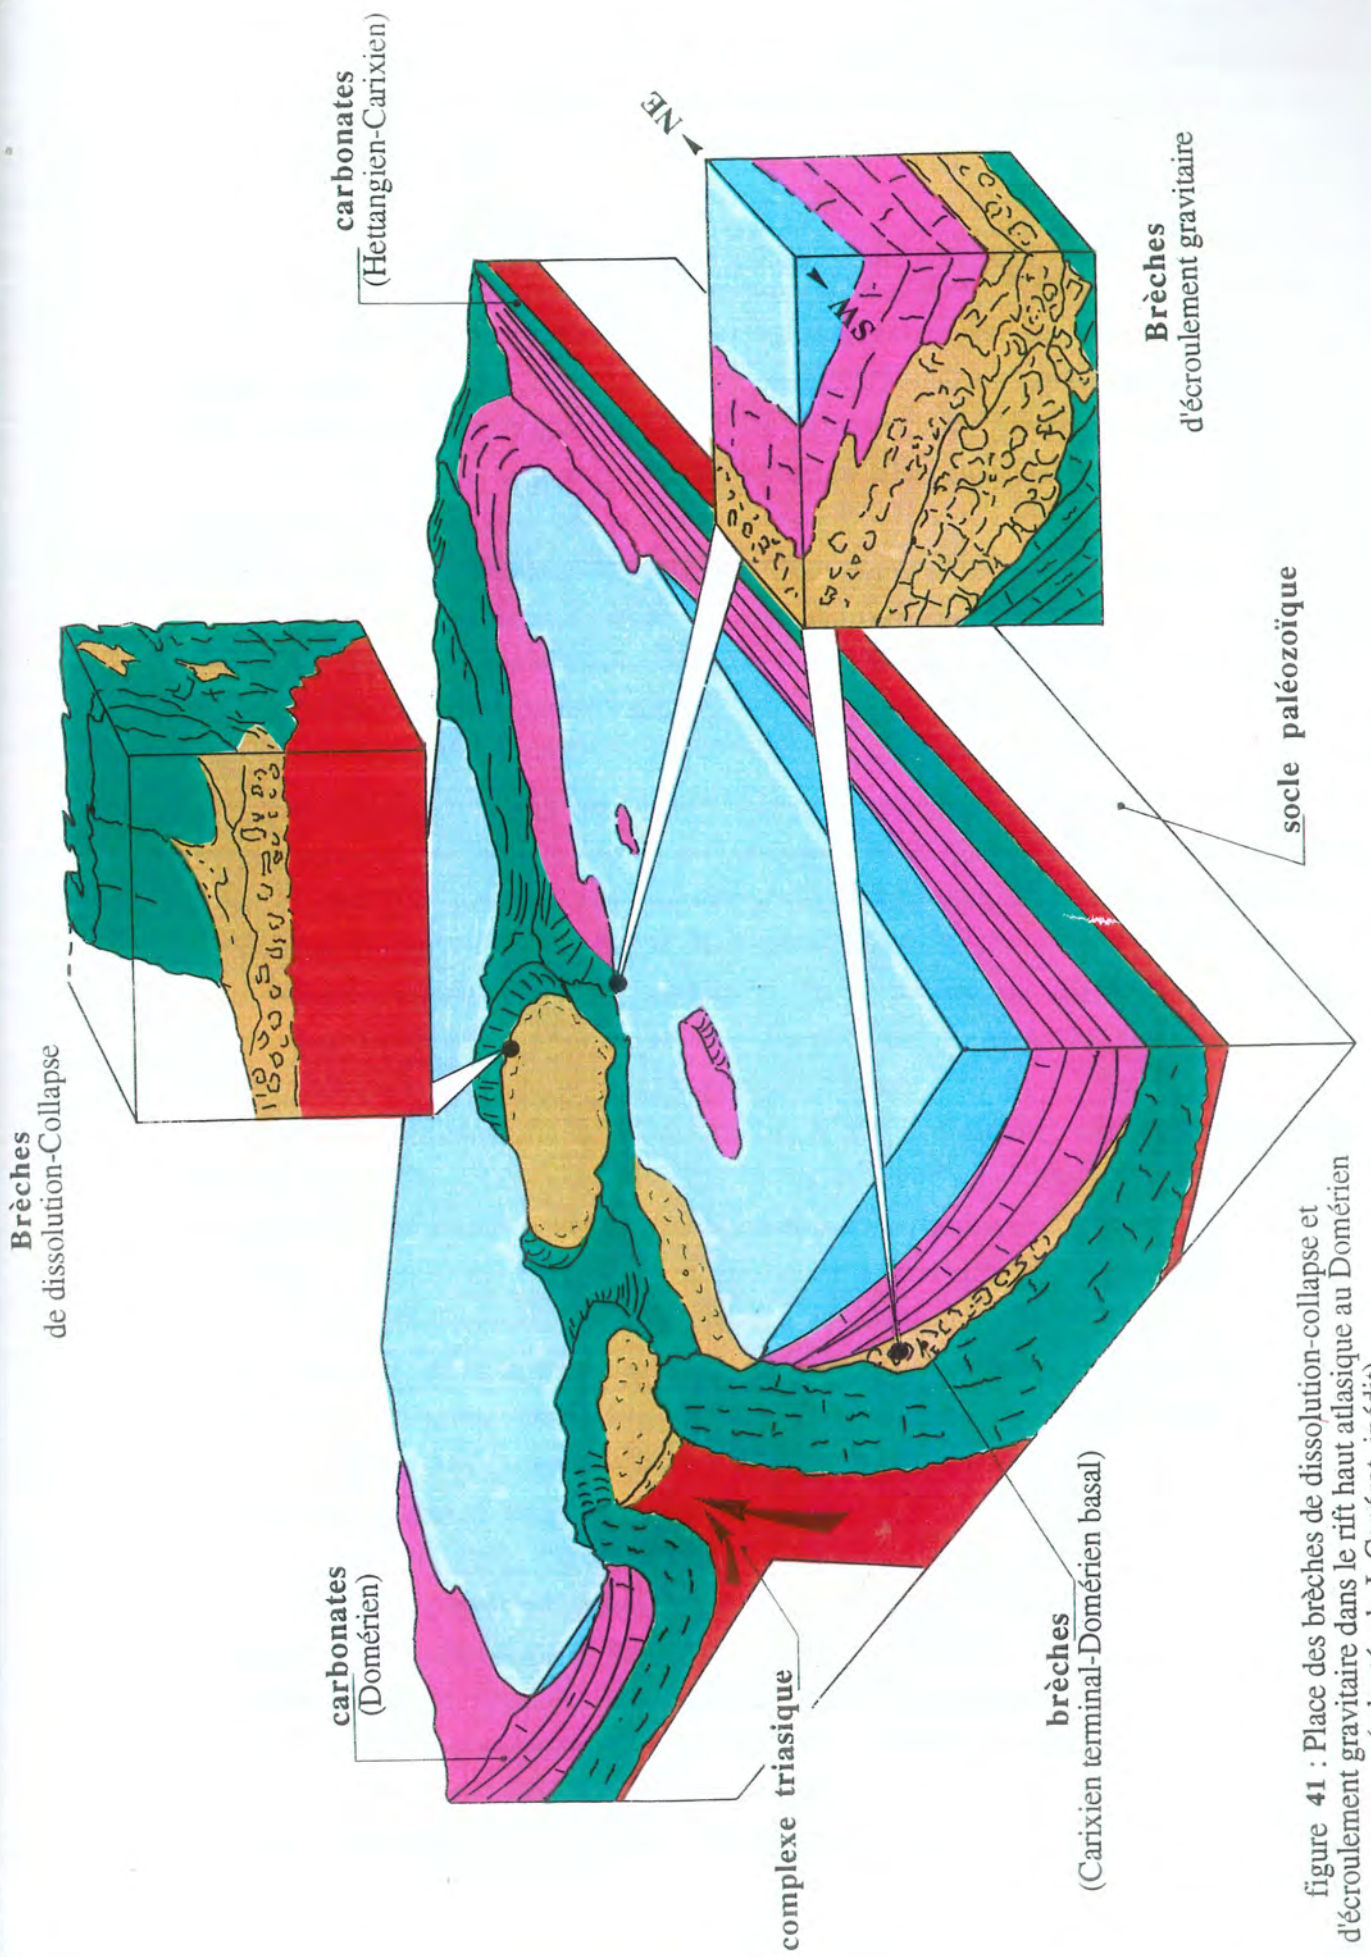 Brèches
de dissolution-Collapse
carbonates
(Hettangien-Carixien)
NE
SW
Brèches
d'écroulement gravitaire
carbonates
(Domérien)
complexe triasique
brèches
(Carixien terminal-Domérien basal)
socle paléozoïque
figure 41 : Place des brèches de dissolution-collapse et
d'écroulement gravitaire dans le rift haut atlasique au Domérien